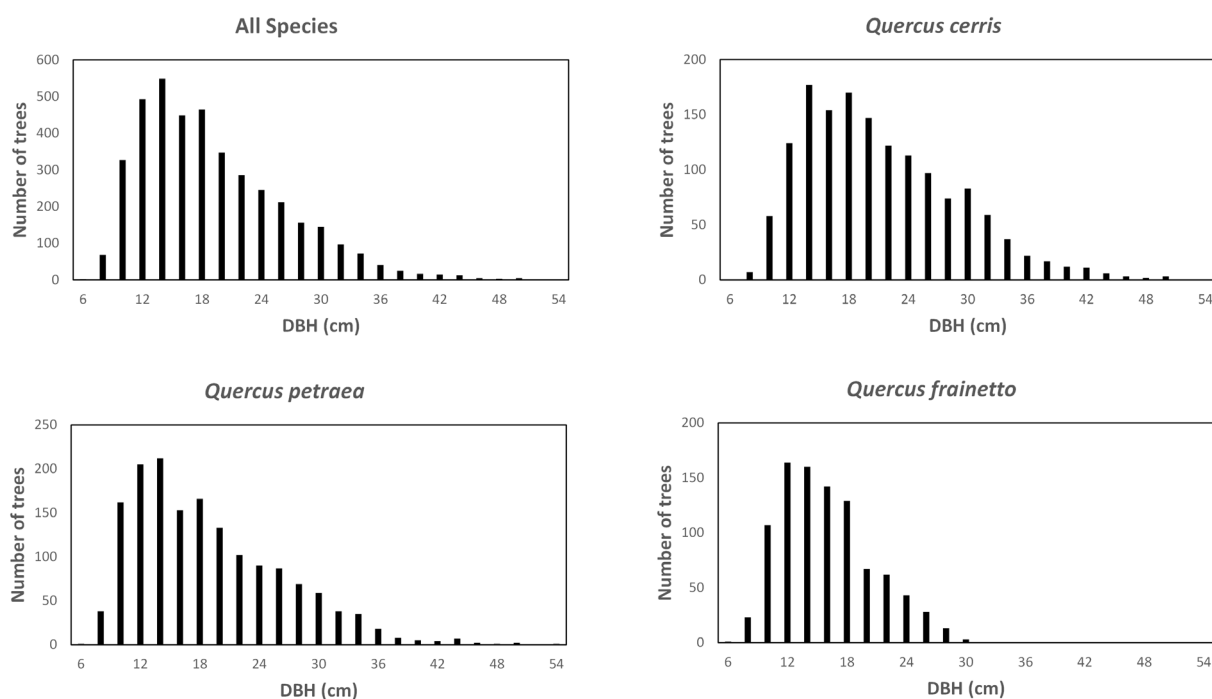 All Species
Number of trees
600
500
400
300
200
100
0
6 12 18 24 30 36 42 48 54
DBH (cm)
Quercus cerris
Number of trees
200
150
100
50
0
6 12 18 24 30 36 42 48 54
DBH (cm)
Quercus petraea
Number of trees
250
200
150
100
50
0
6 12 18 24 30 36 42 48 54
DBH (cm)
Quercus frainetto
Number of trees
200
150
100
50
0
6 12 18 24 30 36 42 48 54
DBH (cm)